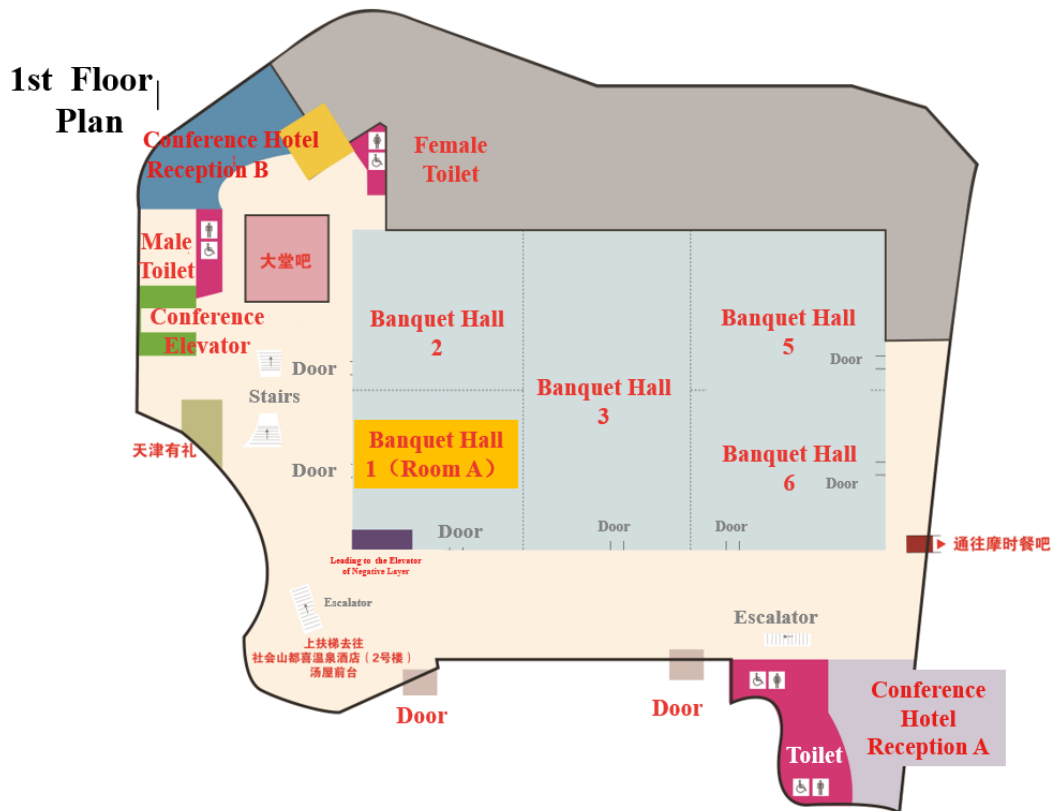 1st Floor
Plan
Conference Hotel
Reception B
Female
Toilet
Male
Toilet
大堂吧
Conference
Elevator
Banquet Hall
2
Banquet Hall
5
Door
Door
Stairs
Banquet Hall
3
天津有礼
Banquet Hall
1（Room A）
Door
Banquet Hall
6
Door
Door
Door
Door
Leading to the Elevator
of Negative Layer
通往摩时餐吧
Escalator
Escalator
上扶梯去往
社会山都喜温泉酒店（2号楼）
汤屋前台
Door
Door
Conference
Hotel
Reception A
Toilet